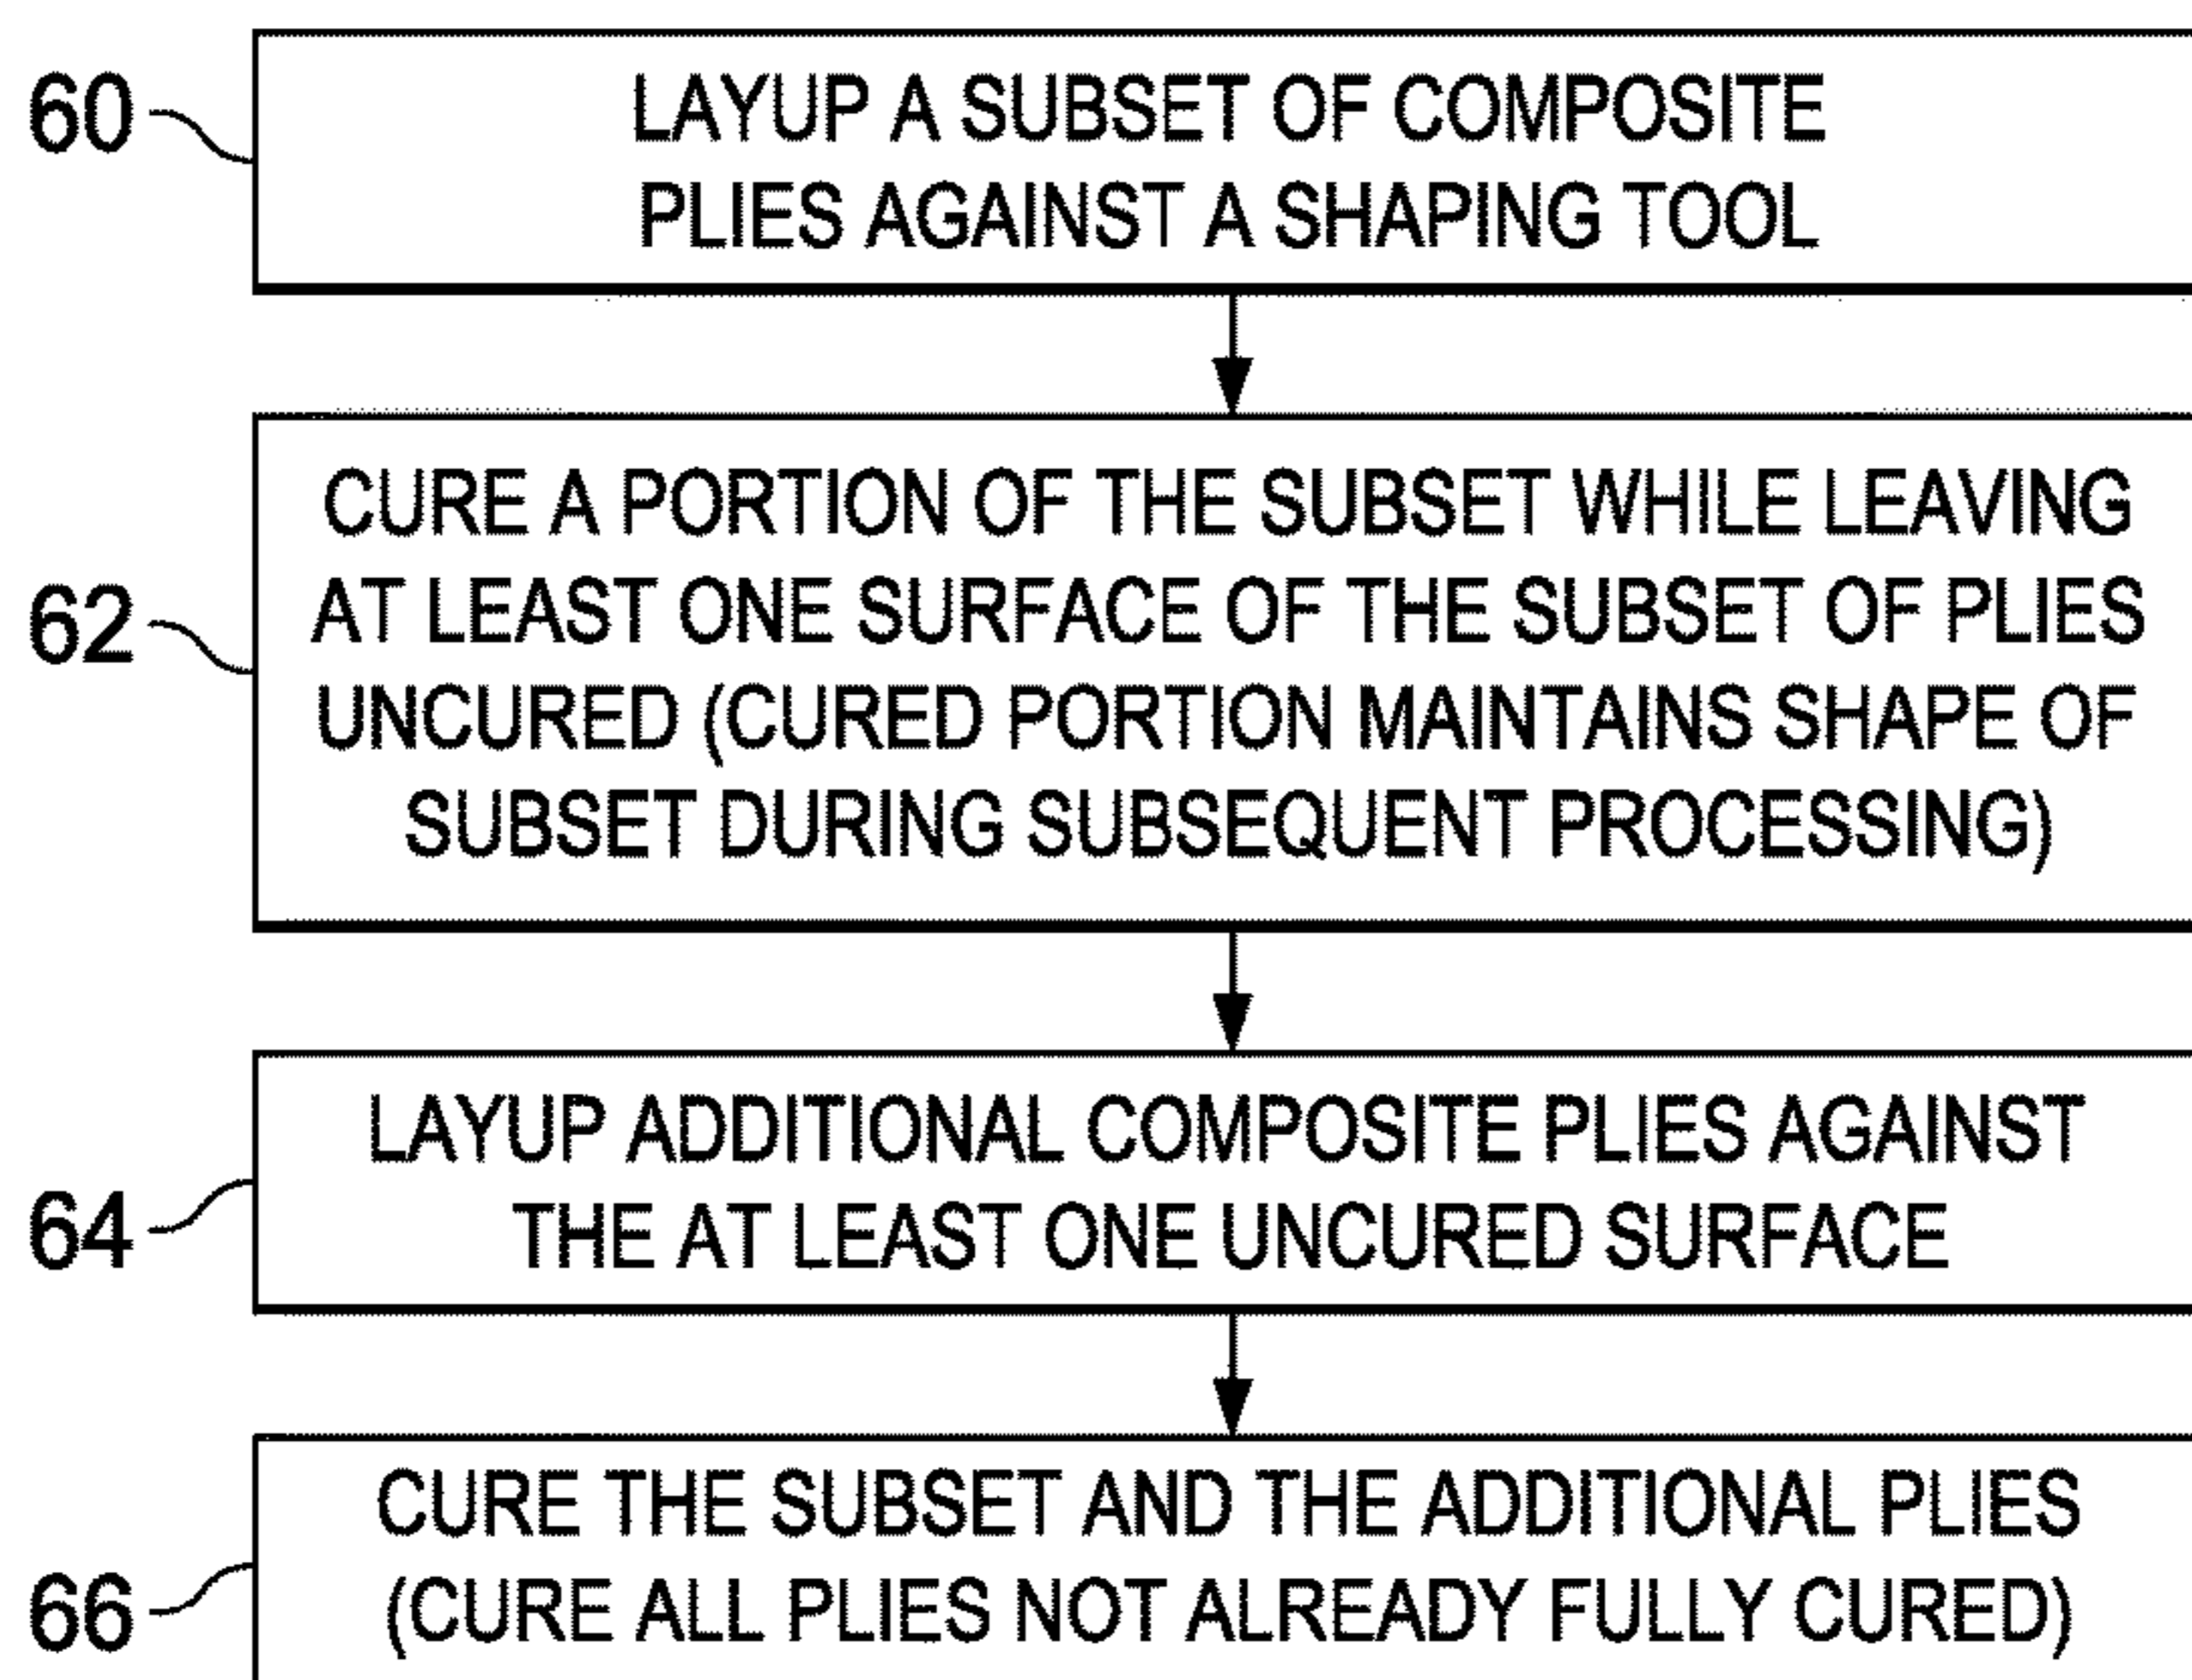 60
LAYUP A SUBSET OF COMPOSITE
PLIES AGAINST A SHAPING TOOL
62
CURE A PORTION OF THE SUBSET WHILE LEAVING
AT LEAST ONE SURFACE OF THE SUBSET OF PLIES
UNCURED (CURED PORTION MAINTAINS SHAPE OF
SUBSET DURING SUBSEQUENT PROCESSING)
64
LAYUP ADDITIONAL COMPOSITE PLIES AGAINST
THE AT LEAST ONE UNCURED SURFACE
66
CURE THE SUBSET AND THE ADDITIONAL PLIES
(CURE ALL PLIES NOT ALREADY FULLY CURED)